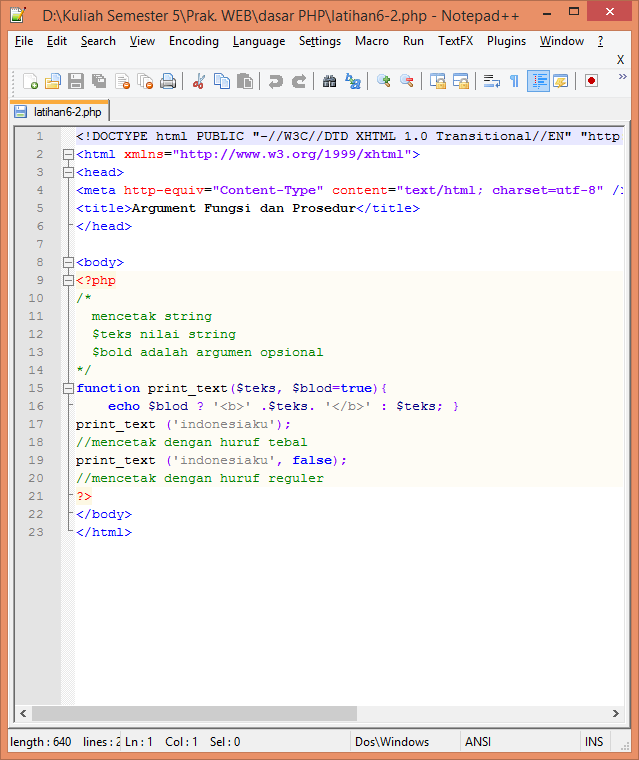 D:\Kuliah Semester 5\Prak. WEB\dasar PHP\latihan6-2.php - Notepad++
File Edit Search View Encoding Language Settings Macro Run TextFX Plugins Window ?
X
latihan6-2.php
1 <!DOCTYPE html PUBLIC "-//W3C//DTD XHTML 1.0 Transitional//EN" "http
2 <html xmlns="http://www.w3.org/1999/xhtml">
3 <head>
4 <meta http-equiv="Content-Type" content="text/html; charset=utf-8" /
5 <title>Argument Fungsi dan Prosedur</title>
6 </head>
7
8 <body>
9 <?php
10 /*
11 mencetak string
12 $teks nilai string
13 $bold adalah argumen opsional
14 */
15 function print_text($teks, $blod=true){
16 echo $blod ? '<b>' .$teks. '</b>' : $teks; }
17 print_text ('indonesiaku');
18 //mencetak dengan huruf tebal
19 print_text ('indonesiaku', false);
20 //mencetak dengan huruf reguler
21 ?>
22 </body>
23 </html>
length : 640 lines : 2 Ln : 1 Col : 1 Sel : 0 Dos\Windows ANSI INS